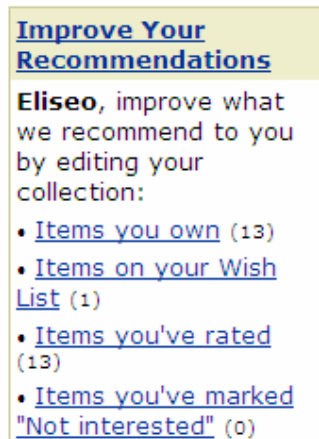 Improve Your
Recommendations
Eliseo, improve what
we recommend to you
by editing your
collection:
• Items you own (13)
• Items on your Wish
List (1)
• Items you've rated
(13)
• Items you've marked
"Not interested" (0)